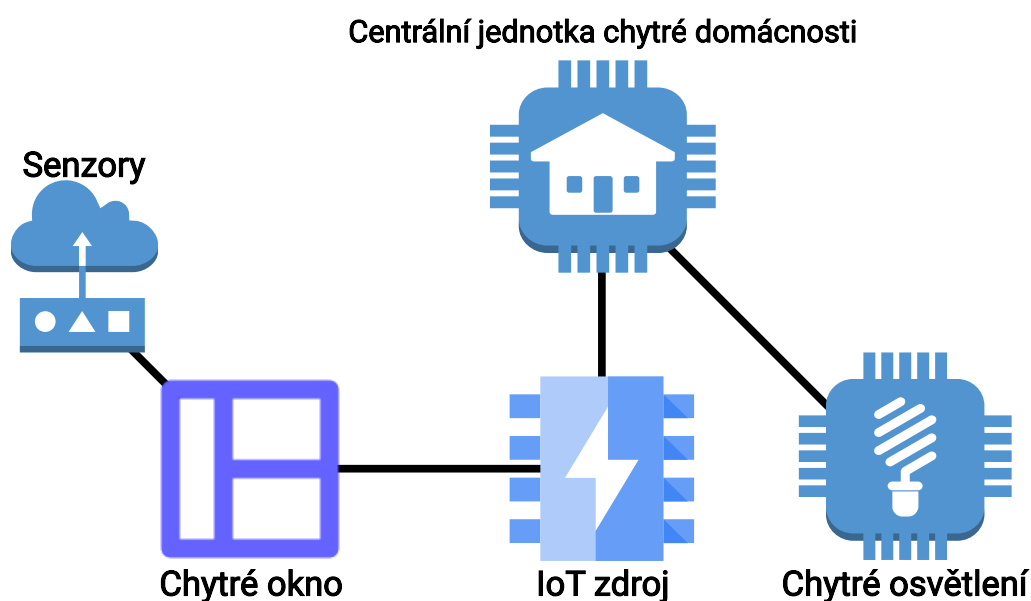 Centrální jednotka chytré domácnosti
Senzory
Chytré okno
IoT zdroj
Chytré osvětlení